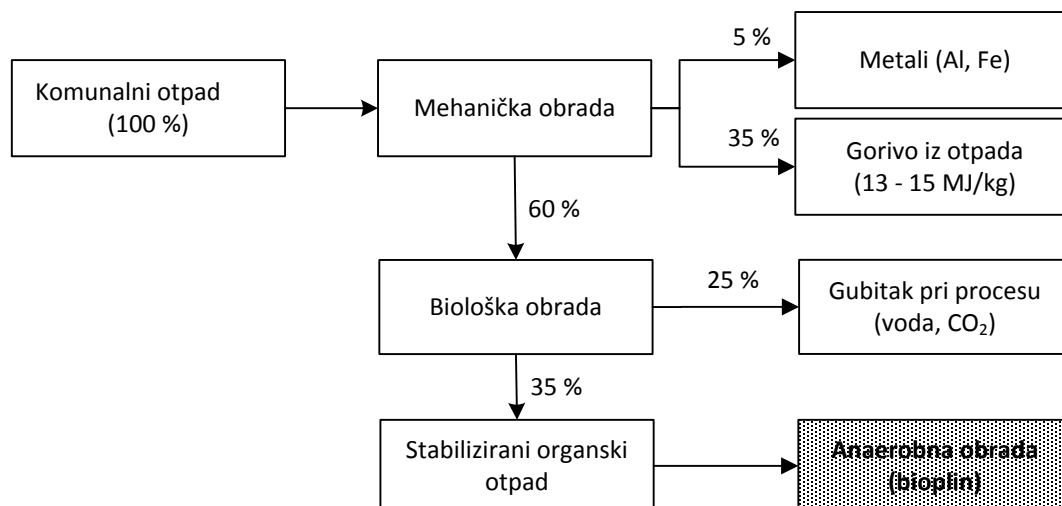 Komunalni otpad
(100 %)
Mehanička obrada
5 %
Metali (Al, Fe)
35 %
Gorivo iz otpada
(13 - 15 MJ/kg)
60 %
Biološka obrada
25 %
Gubitak pri procesu
(voda, CO₂)
35 %
Stabilizirani organski
otpad
Anaerobna obrada
(bioplin)